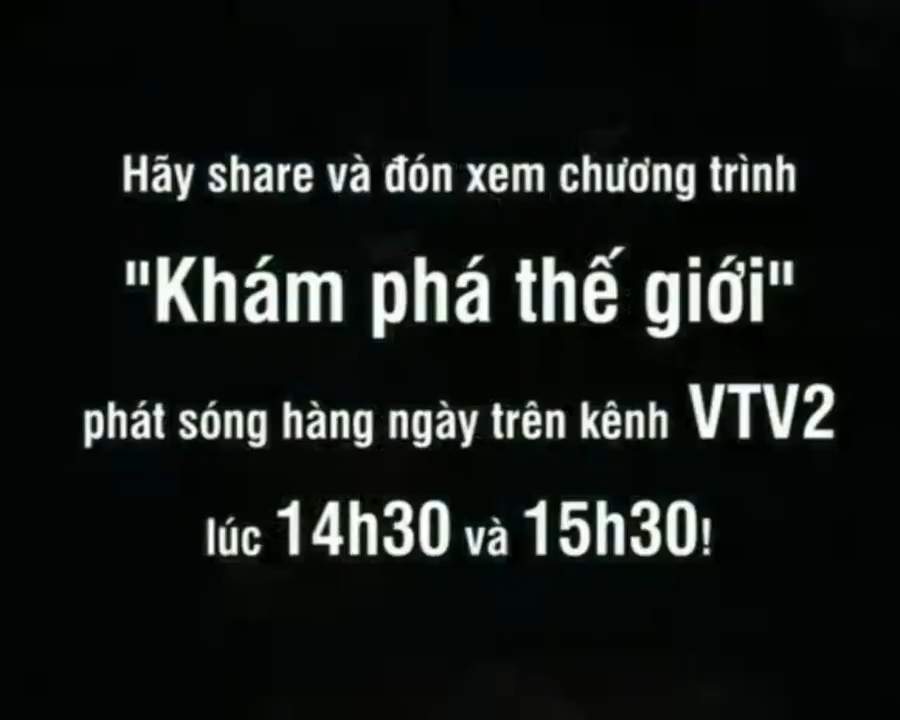 Hãy share và đón xem chương trình
"Khám phá thế giới"
phát sóng hàng ngày trên kênh VTV2
lúc 14h30 và 15h30!